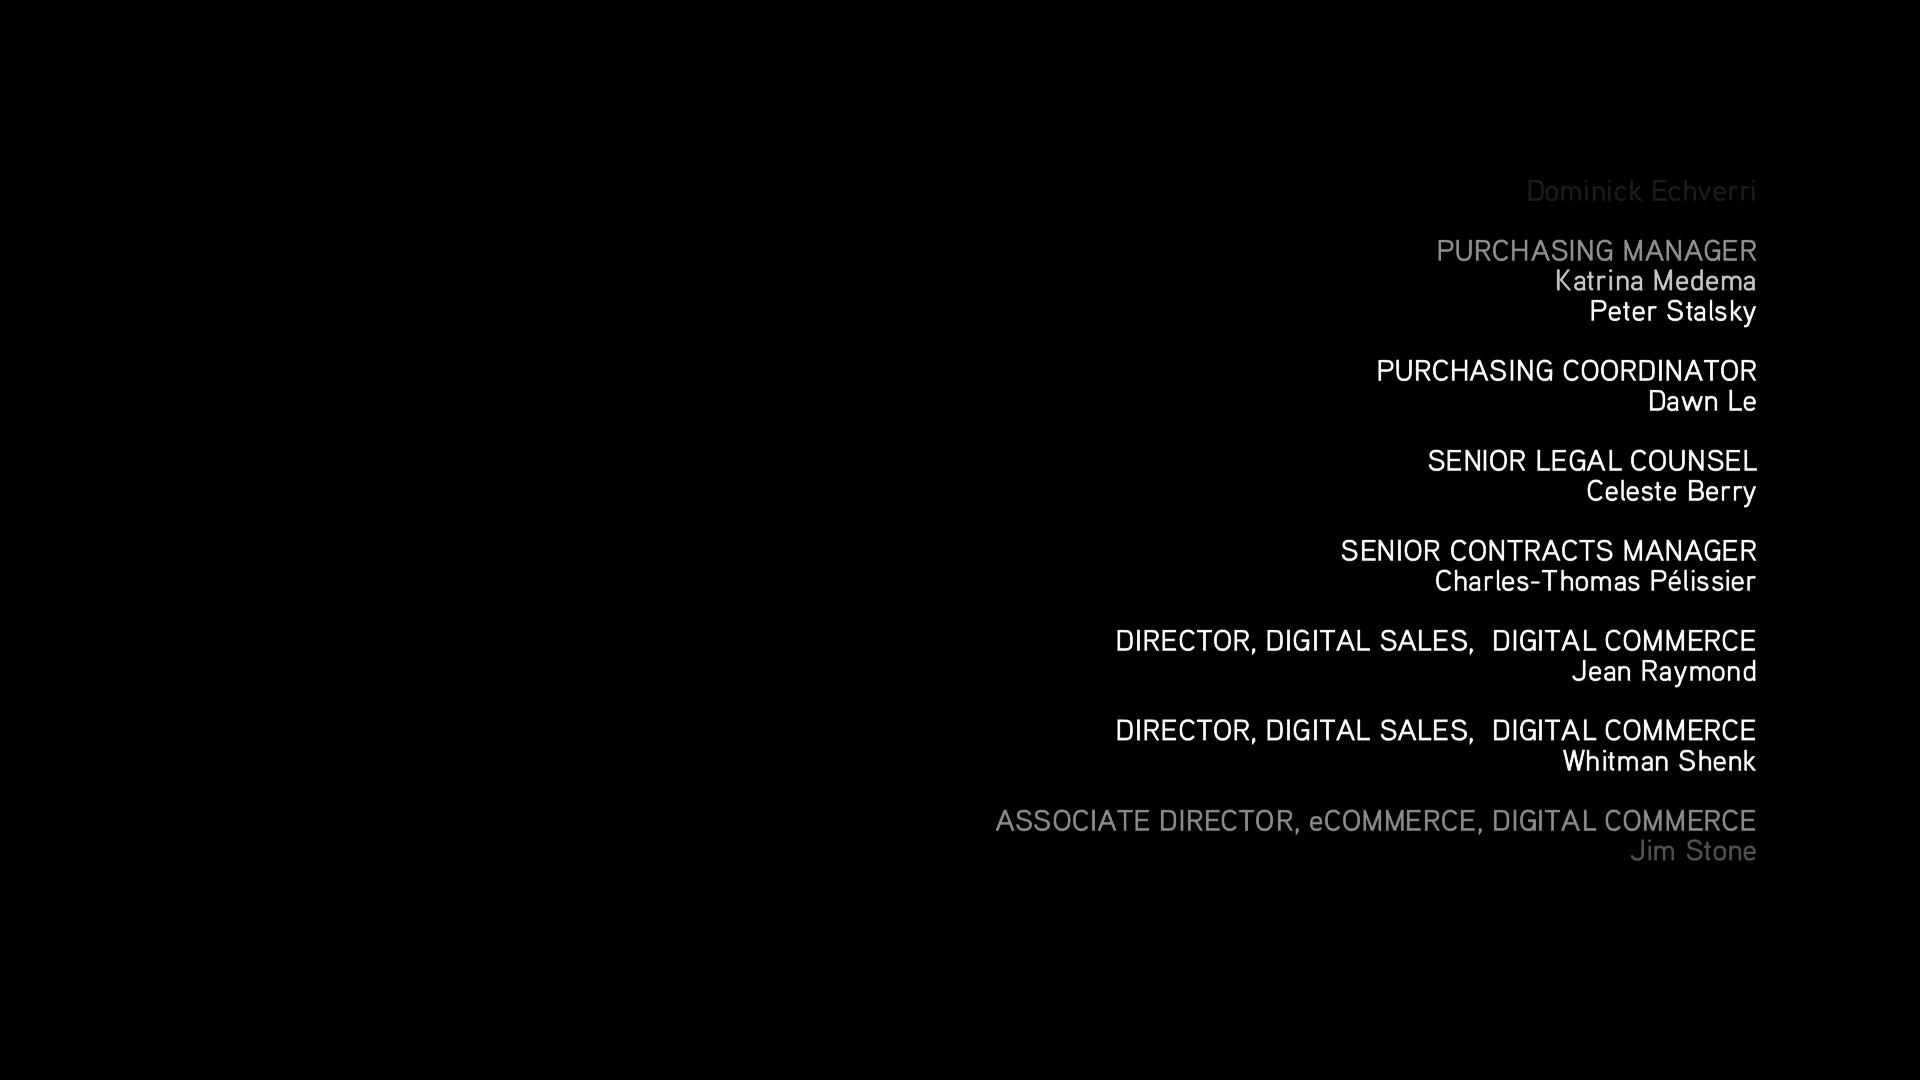 Dominick Echverri
PURCHASING MANAGER
Katrina Medema
Peter Stalsky
PURCHASING COORDINATOR
Dawn Le
SENIOR LEGAL COUNSEL
Celeste Berry
SENIOR CONTRACTS MANAGER
Charles-Thomas Pélissier
DIRECTOR, DIGITAL SALES,  DIGITAL COMMERCE
Jean Raymond
DIRECTOR, DIGITAL SALES,  DIGITAL COMMERCE
Whitman Shenk
ASSOCIATE DIRECTOR, eCOMMERCE, DIGITAL COMMERCE
Jim Stone